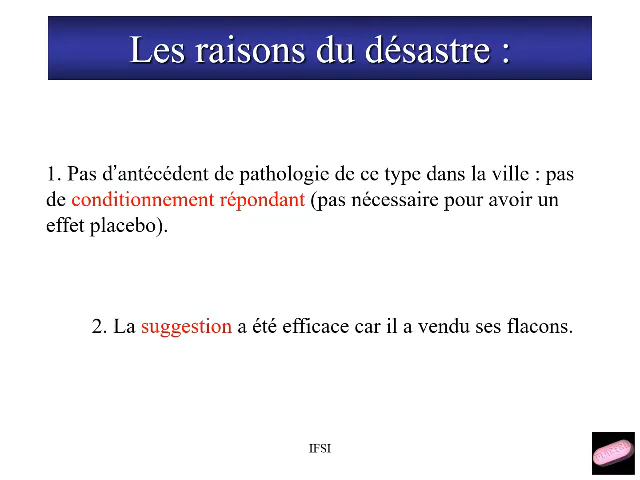 Les raisons du désastre :
1. Pas d’antécédent de pathologie de ce type dans la ville : pas
de conditionnement répondant (pas nécessaire pour avoir un
effet placebo).
2. La suggestion a été efficace car il a vendu ses flacons.
IFSI